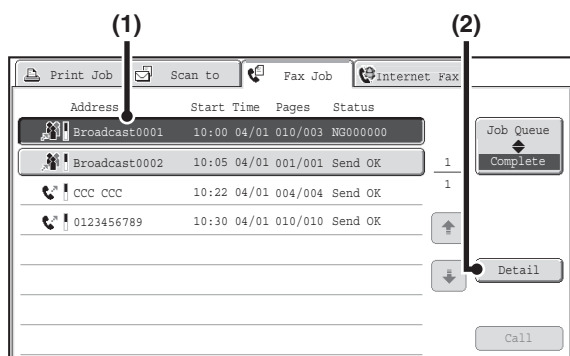 (1) (2)
Print Job Scan to Fax Job Internet Fax
Address Start Time Pages Status
Broadcast0001 10:00 04/01 010/003 NG000000
Job Queue
Complete
Broadcast0002 10:05 04/01 001/001 Send OK
1
1
CCC CCC 10:22 04/01 004/004 Send OK
0123456789 10:30 04/01 010/010 Send OK
Detail
Call